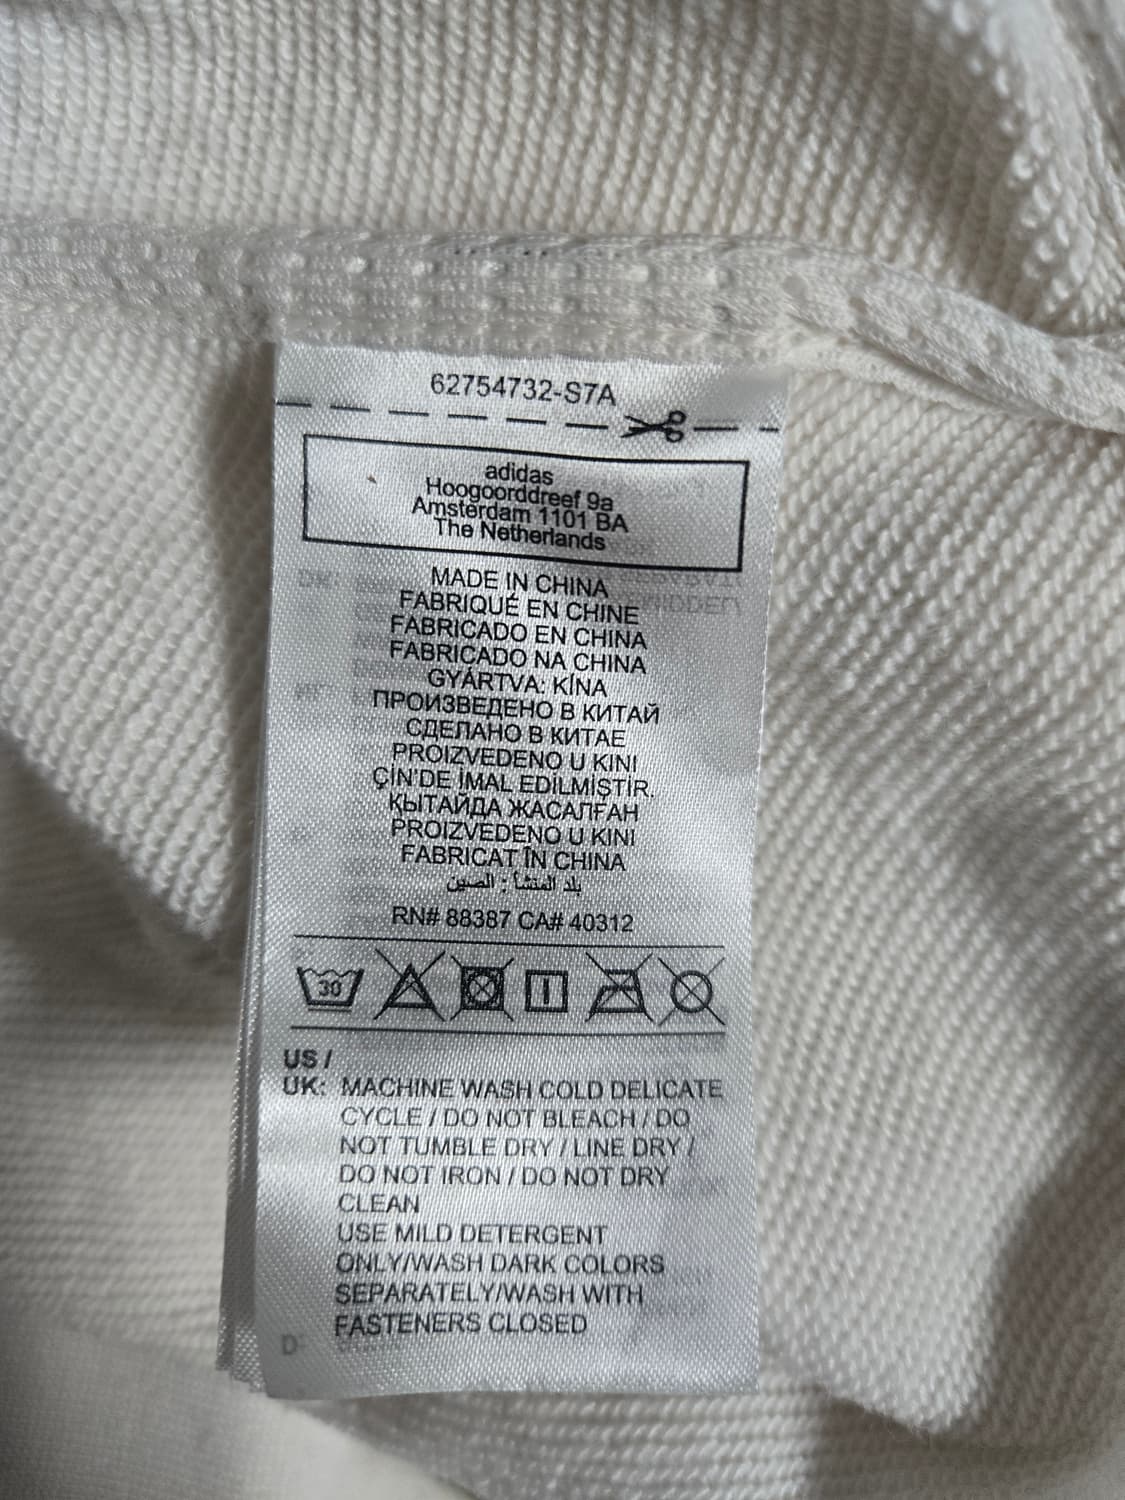 62754732-S7A
adidas
Hoogoorddreef 9a
Amsterdam 1101 BA
The Netherlands
MADE IN CHINA
FABRIQUÉ EN CHINE
FABRICADO EN CHINA
FABRICADO NA CHINA
GYÁRTVA: KÍNA
ПРОИЗВЕДЕНО В КИТАЙ
СДЕЛАНО В КИТАЕ
PROIZVEDENO U KINI
ÇİN'DE İMAL EDİLMİŞTİR.
ҚЫТАЙДА ЖАСАЛҒАН
PROIZVEDENO U KINI
FABRICAT ÎN CHINA
بلد المنشأ : الصين
RN# 88387 CA# 40312
30
US /
UK: MACHINE WASH COLD DELICATE
CYCLE / DO NOT BLEACH / DO
NOT TUMBLE DRY / LINE DRY /
DO NOT IRON / DO NOT DRY
CLEAN
USE MILD DETERGENT
ONLY/WASH DARK COLORS
SEPARATELY/WASH WITH
FASTENERS CLOSED